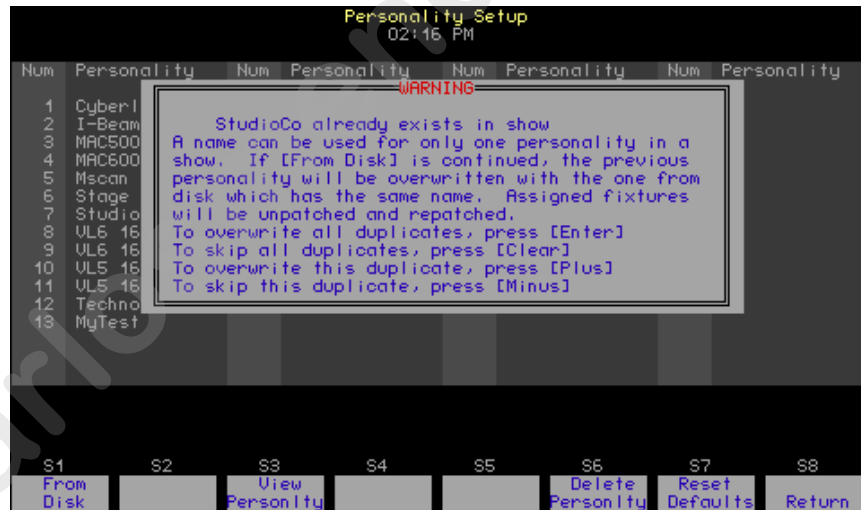 Personality Setup
02:16 PM
Num Personality Num Personality Num Personality Num Personality
WARNING
StudioCo already exists in show
A name can be used for only one personality in a
show. If [From Disk] is continued, the previous
personality will be overwritten with the one from
disk which has the same name. Assigned fixtures
will be unpatched and repatched.
To overwrite all duplicates, press [Enter]
To skip all duplicates, press [Clear]
To overwrite this duplicate, press [Plus]
To skip this duplicate, press [Minus]
1 Cyberl
2 I-Beam
3 MAC500
4 MAC600
5 Mscan
6 Stage
7 Studio
8 VL6 16
9 VL6 16
10 VL5 16
11 VL5 16
12 Techno
13 MyTest
S1 S2 S3 S4 S5 S6 S7 S8
From View Delete Reset
Disk Personlty Personlty Defaults Return